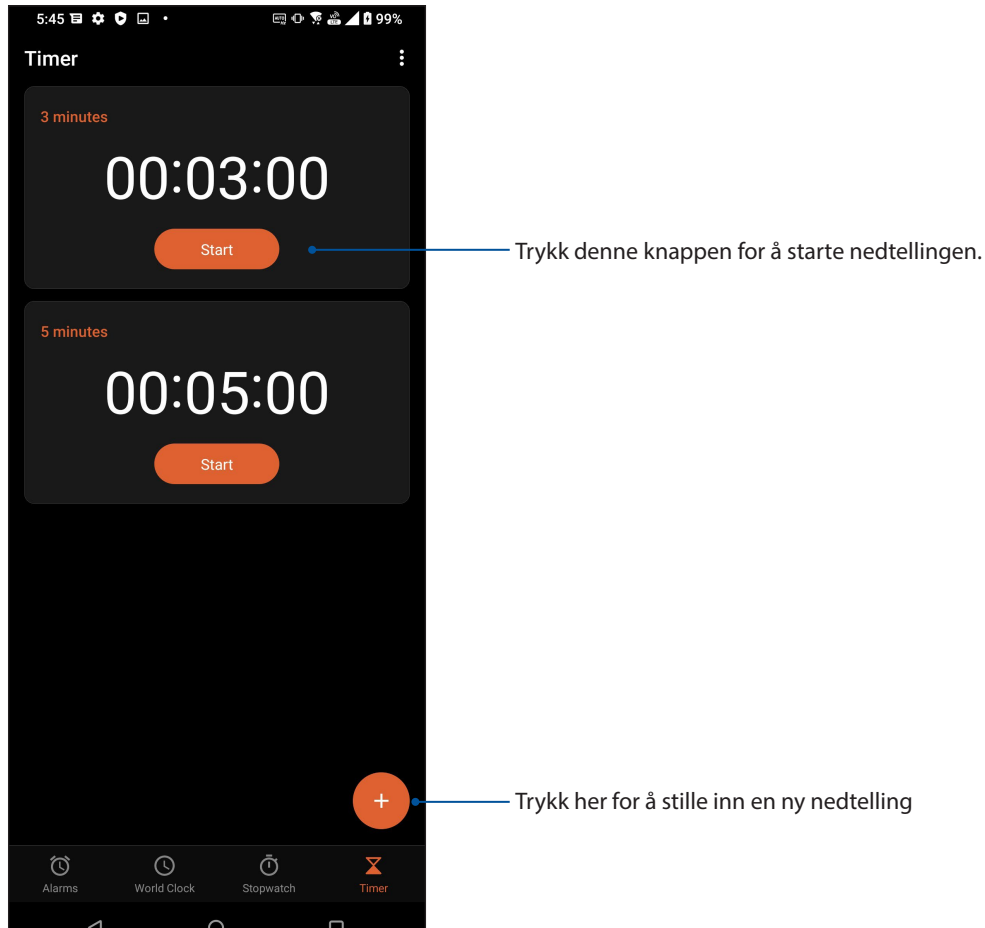 5:45 99%
Timer
3 minutes
00:03:00
Start
Trykk denne knappen for å starte nedtellingen.
5 minutes
00:05:00
Start
+
Trykk her for å stille inn en ny nedtelling
Alarms World Clock Stopwatch Timer